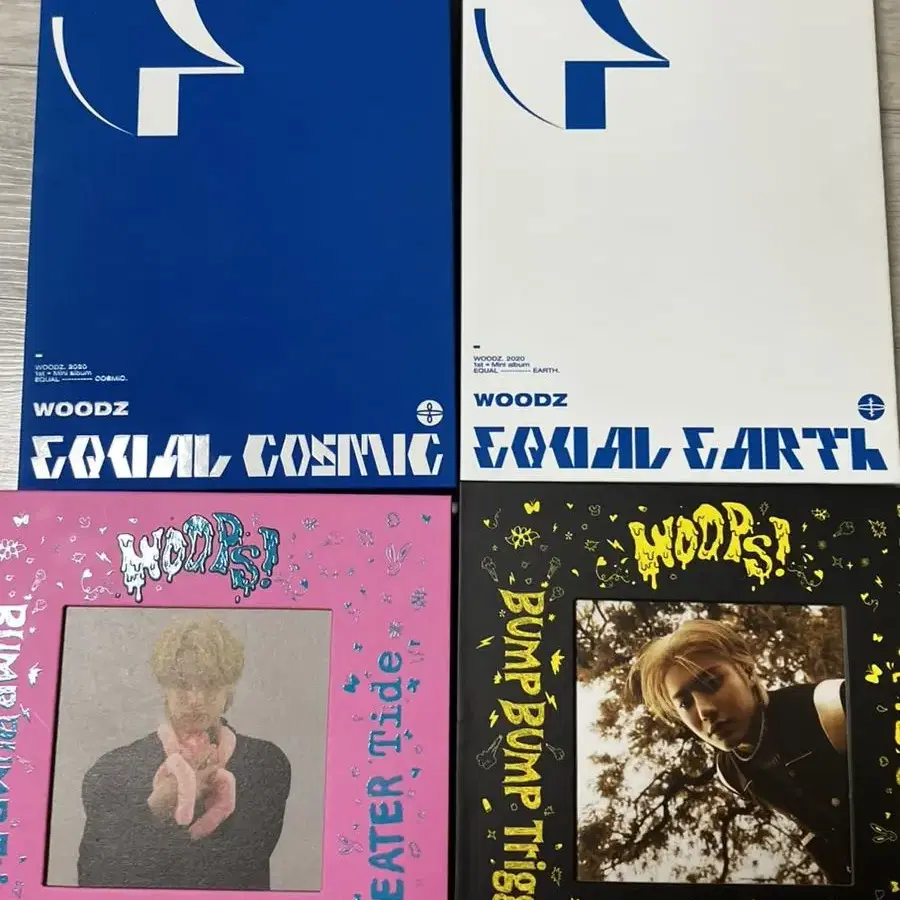 WOODZ. 2020
1st = Mini album
EQUAL ---------- COSMIC.
WOODZ
EQUAL COSMIC
WOODZ. 2020
1st = Mini album
EQUAL ---------- EARTH.
WOODZ
EQUAL EARTH
WOOPS!
BUMP BUMP
EATER Tide
WOOPS!
BUMP BUMP Trig